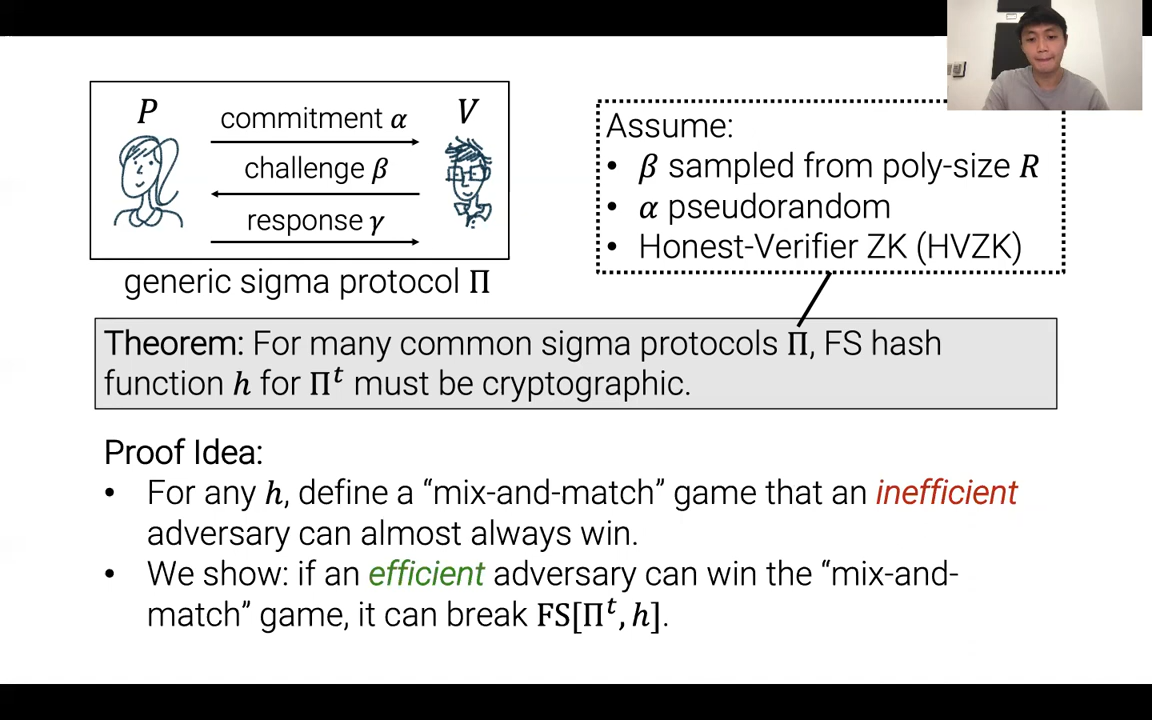 P
V
commitment α
challenge β
response γ
generic sigma protocol Π
Assume:
• β sampled from poly-size R
• α pseudorandom
• Honest-Verifier ZK (HVZK)
Theorem: For many common sigma protocols Π, FS hash
function h for Πᵗ must be cryptographic.
Proof Idea:
• For any h, define a “mix-and-match” game that an inefficient
adversary can almost always win.
• We show: if an efficient adversary can win the “mix-and-
match” game, it can break FS[Πᵗ, h].